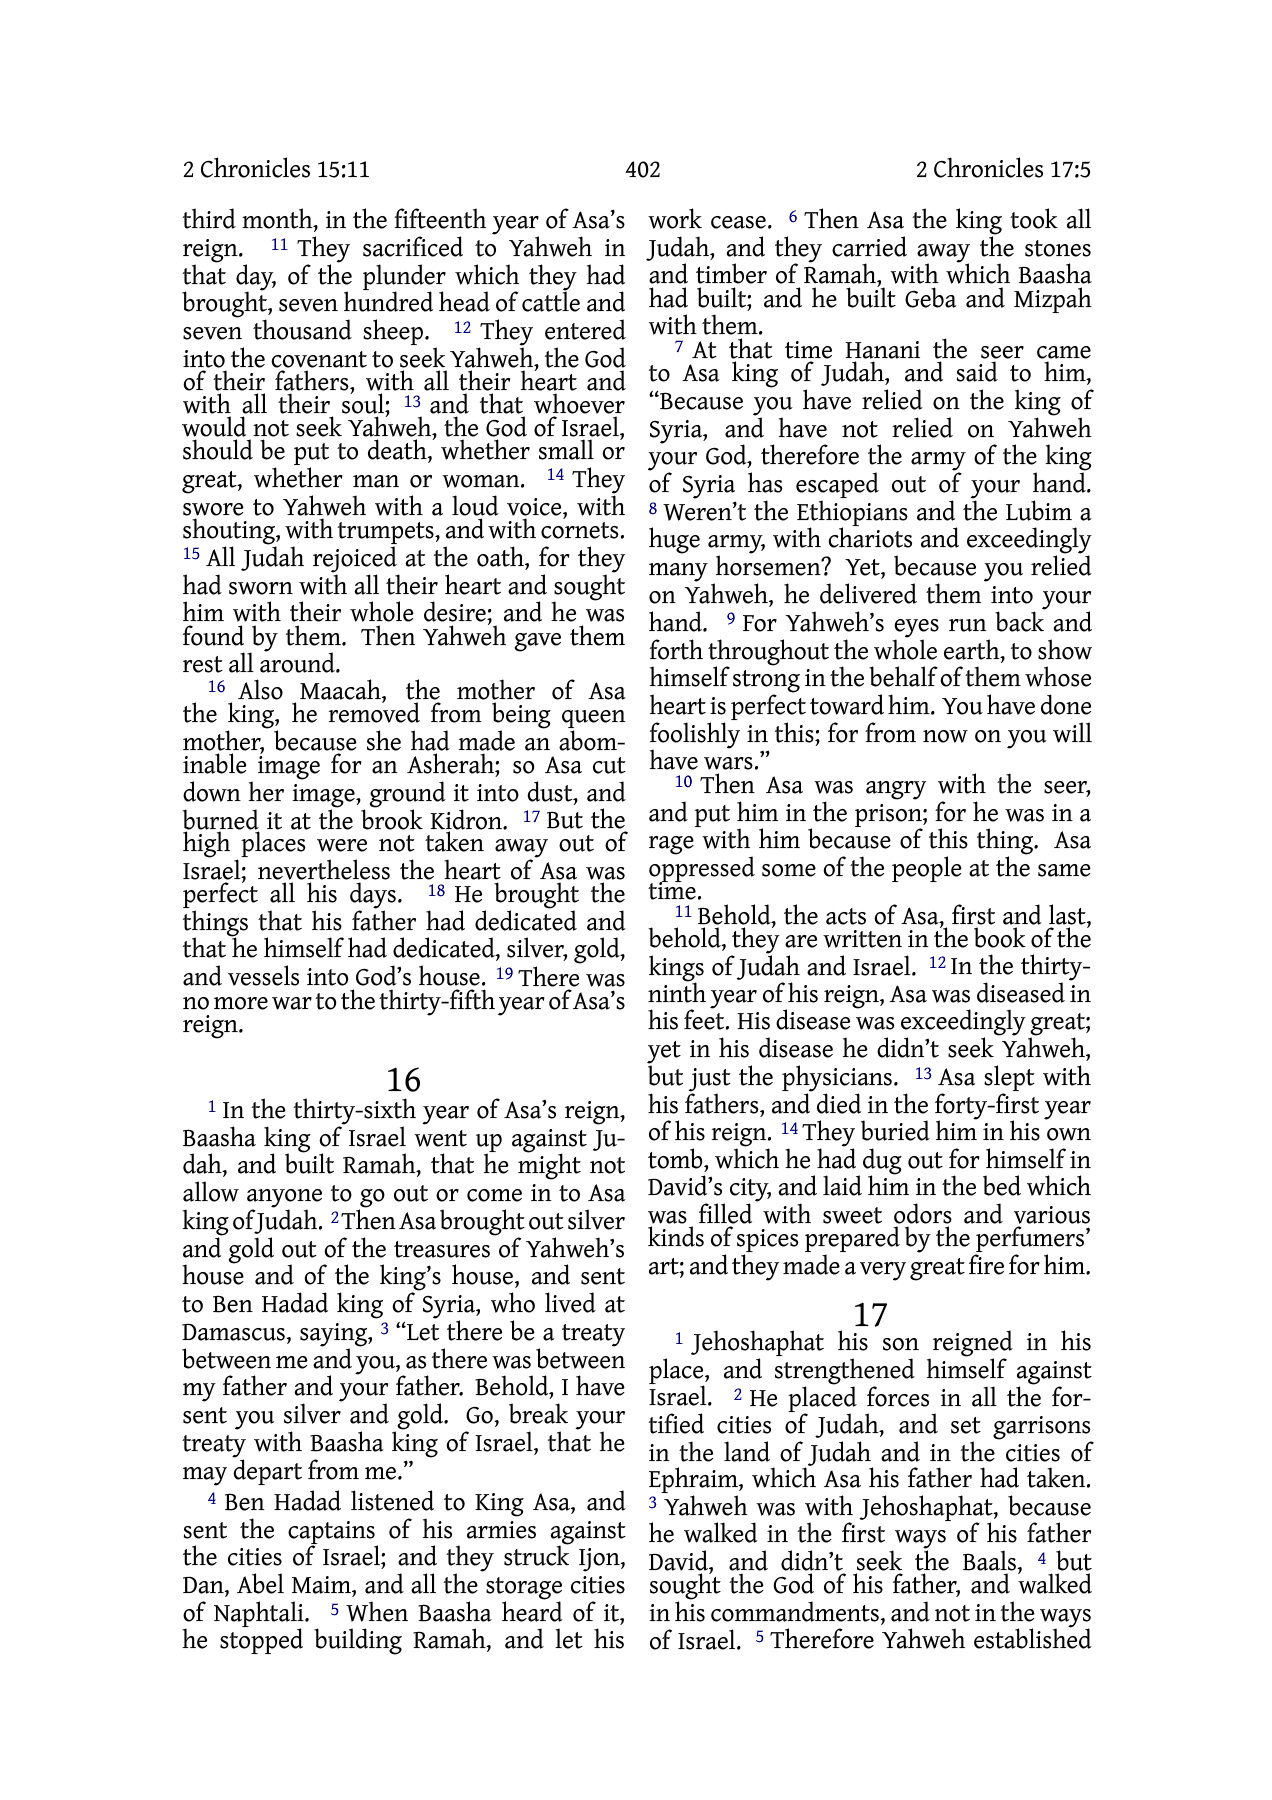 2 Chronicles 15:11
402
2 Chronicles 17:5
third month, in the fifteenth year of Asa’s
reign. 11 They sacrificed to Yahweh in
that day, of the plunder which they had
brought, seven hundred head of cattle and
seven thousand sheep. 12 They entered
into the covenant to seek Yahweh, the God
of their fathers, with all their heart and
with all their soul; 13 and that whoever
would not seek Yahweh, the God of Israel,
should be put to death, whether small or
great, whether man or woman. 14 They
swore to Yahweh with a loud voice, with
shouting, with trumpets, and with cornets.
15 All Judah rejoiced at the oath, for they
had sworn with all their heart and sought
him with their whole desire; and he was
found by them. Then Yahweh gave them
rest all around.
16 Also Maacah, the mother of Asa
the king, he removed from being queen
mother, because she had made an abom-
inable image for an Asherah; so Asa cut
down her image, ground it into dust, and
burned it at the brook Kidron. 17 But the
high places were not taken away out of
Israel; nevertheless the heart of Asa was
perfect all his days. 18 He brought the
things that his father had dedicated and
that he himself had dedicated, silver, gold,
and vessels into God’s house. 19 There was
no more war to the thirty-fifth year of Asa’s
reign.
16
1 In the thirty-sixth year of Asa’s reign,
Baasha king of Israel went up against Ju-
dah, and built Ramah, that he might not
allow anyone to go out or come in to Asa
king of Judah. 2 Then Asa brought out silver
and gold out of the treasures of Yahweh’s
house and of the king’s house, and sent
to Ben Hadad king of Syria, who lived at
Damascus, saying, 3 “Let there be a treaty
between me and you, as there was between
my father and your father. Behold, I have
sent you silver and gold. Go, break your
treaty with Baasha king of Israel, that he
may depart from me.”
4 Ben Hadad listened to King Asa, and
sent the captains of his armies against
the cities of Israel; and they struck Ijon,
Dan, Abel Maim, and all the storage cities
of Naphtali. 5 When Baasha heard of it,
he stopped building Ramah, and let his
work cease. 6 Then Asa the king took all
Judah, and they carried away the stones
and timber of Ramah, with which Baasha
had built; and he built Geba and Mizpah
with them.
7 At that time Hanani the seer came
to Asa king of Judah, and said to him,
“Because you have relied on the king of
Syria, and have not relied on Yahweh
your God, therefore the army of the king
of Syria has escaped out of your hand.
8 Weren’t the Ethiopians and the Lubim a
huge army, with chariots and exceedingly
many horsemen? Yet, because you relied
on Yahweh, he delivered them into your
hand. 9 For Yahweh’s eyes run back and
forth throughout the whole earth, to show
himself strong in the behalf of them whose
heart is perfect toward him. You have done
foolishly in this; for from now on you will
have wars.”
10 Then Asa was angry with the seer,
and put him in the prison; for he was in a
rage with him because of this thing. Asa
oppressed some of the people at the same
time.
11 Behold, the acts of Asa, first and last,
behold, they are written in the book of the
kings of Judah and Israel. 12 In the thirty-
ninth year of his reign, Asa was diseased in
his feet. His disease was exceedingly great;
yet in his disease he didn’t seek Yahweh,
but just the physicians. 13 Asa slept with
his fathers, and died in the forty-first year
of his reign. 14 They buried him in his own
tomb, which he had dug out for himself in
David’s city, and laid him in the bed which
was filled with sweet odors and various
kinds of spices prepared by the perfumers’
art; and they made a very great fire for him.
17
1 Jehoshaphat his son reigned in his
place, and strengthened himself against
Israel. 2 He placed forces in all the for-
tified cities of Judah, and set garrisons
in the land of Judah and in the cities of
Ephraim, which Asa his father had taken.
3 Yahweh was with Jehoshaphat, because
he walked in the first ways of his father
David, and didn’t seek the Baals, 4 but
sought the God of his father, and walked
in his commandments, and not in the ways
of Israel. 5 Therefore Yahweh established